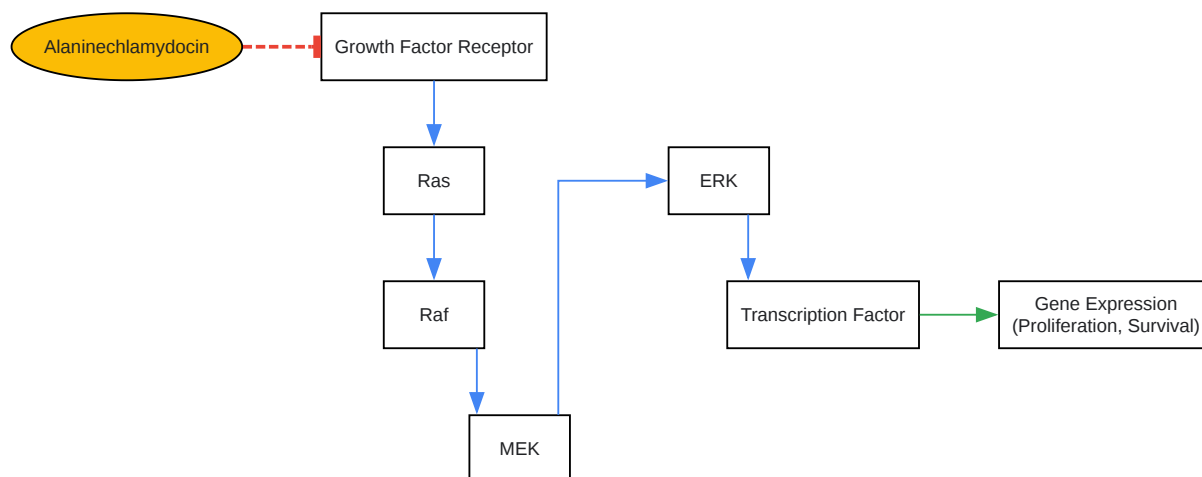 Alaninechlamydocin
Growth Factor Receptor
Ras
ERK
Raf
Transcription Factor
Gene Expression
(Proliferation, Survival)
MEK